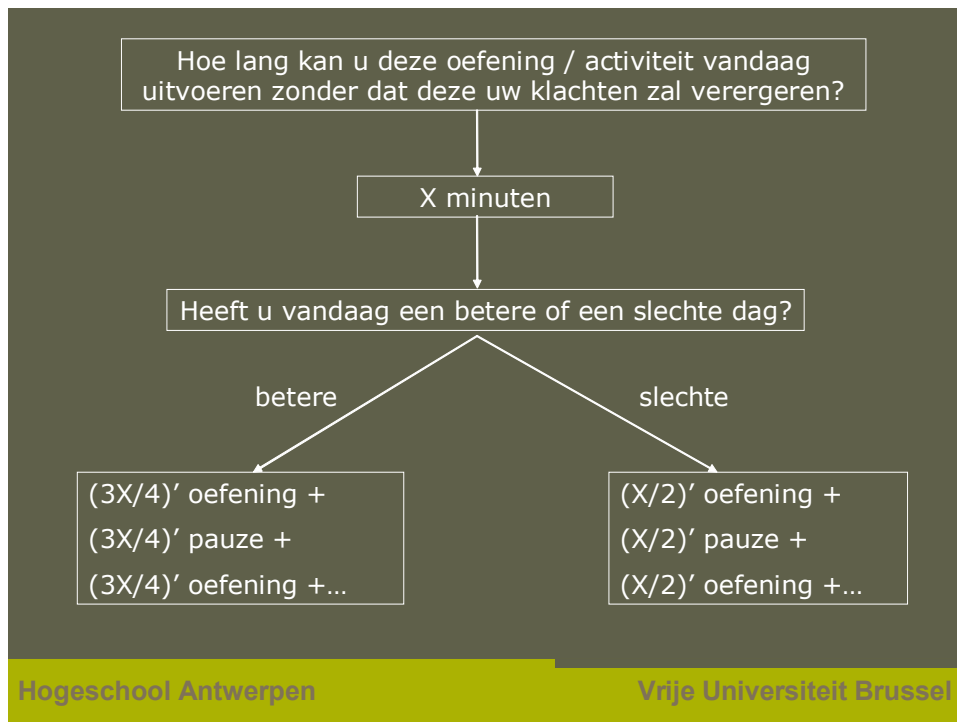 Hoe lang kan u deze oefening / activiteit vandaag
uitvoeren zonder dat deze uw klachten zal verergeren?
X minuten
Heeft u vandaag een betere of een slechte dag?
betere
slechte
(3X/4)’ oefening +
(3X/4)’ pauze +
(3X/4)’ oefening +…
(X/2)’ oefening +
(X/2)’ pauze +
(X/2)’ oefening +…
Hogeschool Antwerpen
Vrije Universiteit Brussel